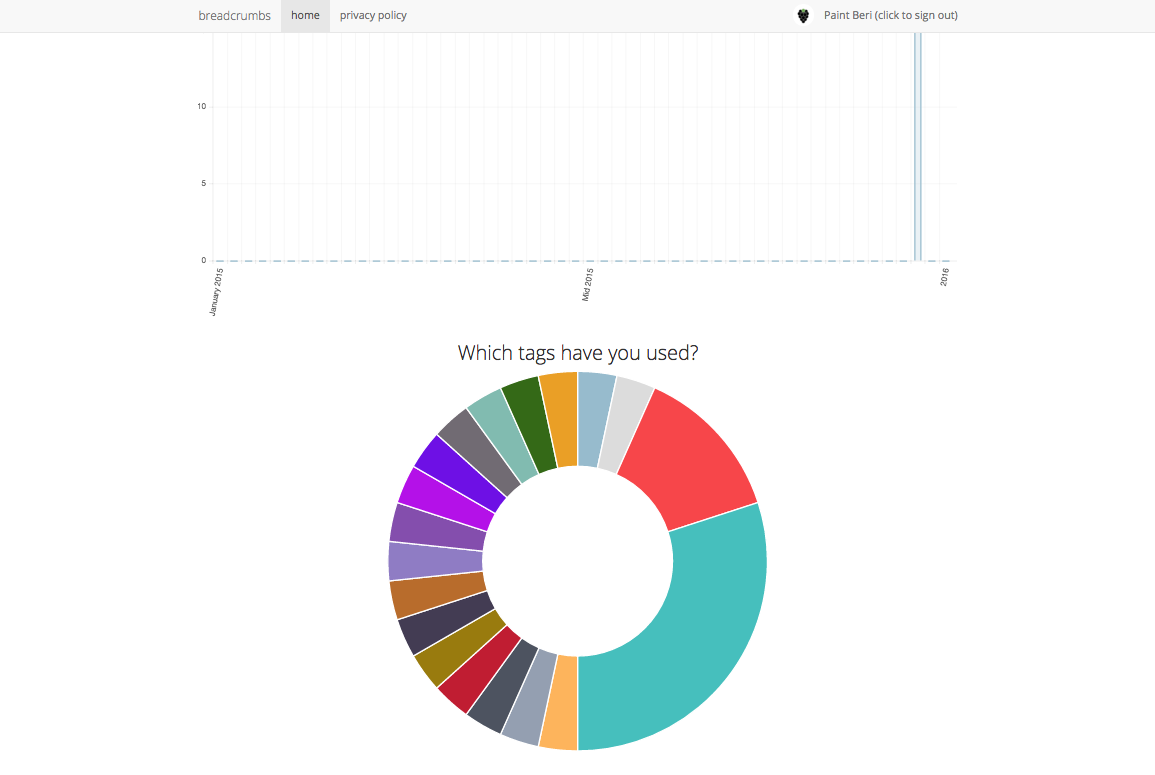 breadcrumbs home privacy policy Paint Beri (click to sign out)
10
5
0
January 2015 Mid 2015 2016
Which tags have you used?